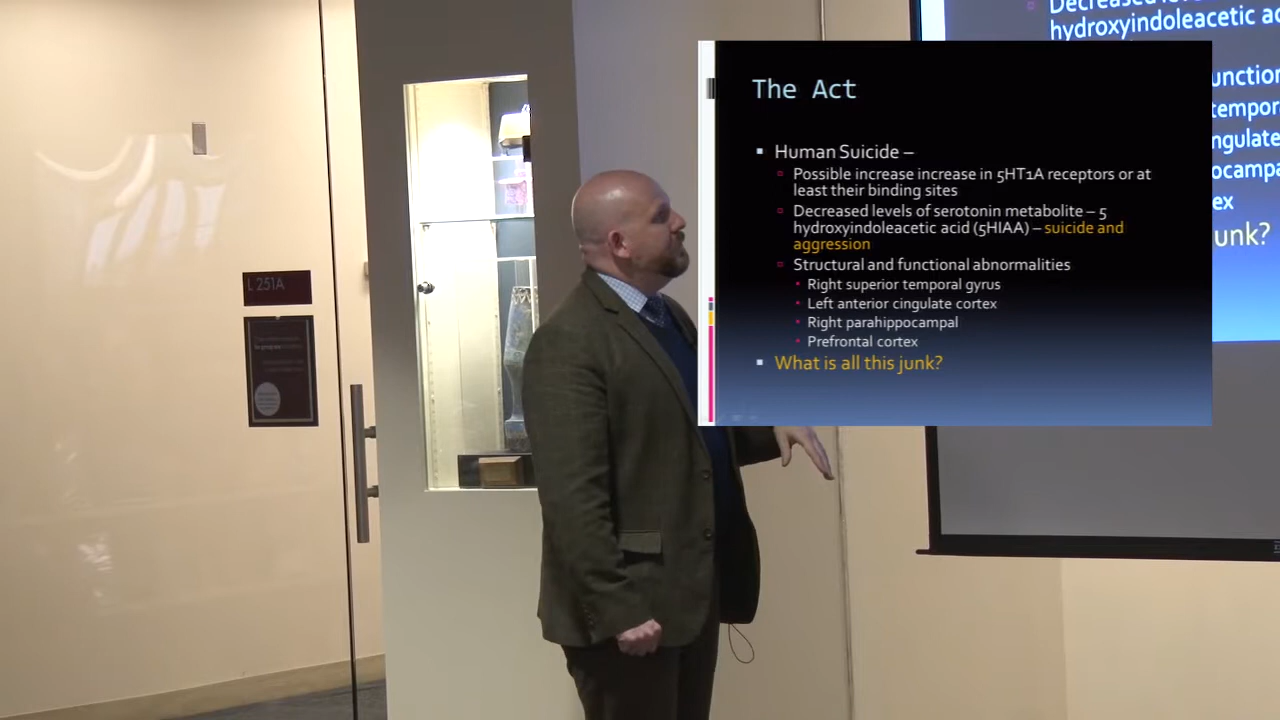 L 251A
The Act
Human Suicide –
Possible increase increase in 5HT1A receptors or at
least their binding sites
Decreased levels of serotonin metabolite – 5
hydroxyindoleacetic acid (5HIAA) – suicide and
aggression
Structural and functional abnormalities
Right superior temporal gyrus
Left anterior cingulate cortex
Right parahippocampal
Prefrontal cortex
What is all this junk?
Decreased
hydroxyindoleacetic ac
unction
tempor
ngulate
ocampa
ex
unk?